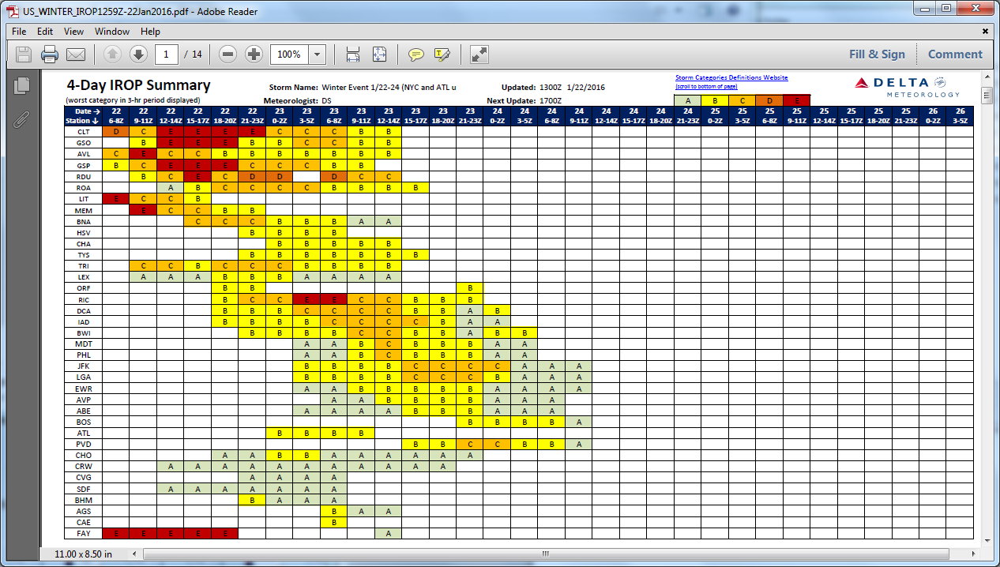 US_WINTER_IROP1259Z-22Jan2016.pdf - Adobe Reader
File Edit View Window Help
1 / 14 100% Fill & Sign Comment
4-Day IROP Summary Storm Name: Winter Event 1/22-24 (NYC and ATL u Updated: 1300Z 1/22/2016 Storm Categories Definitions Website
(scroll to bottom of page) DELTA
(worst category in 3-hr period displayed) Meteorologist: DS Next Update: 1700Z A B C D E METEOROLOGY
Date → 22 22 22 22 22 22 23 23 23 23 23 23 23 23 24 24 24 24 24 24 24 24 25 25 25 25 25 25 25 25 26 26
Station ↓ 6-8Z 9-11Z 12-14Z 15-17Z 18-20Z 21-23Z 0-2Z 3-5Z 6-8Z 9-11Z 12-14Z 15-17Z 18-20Z 21-23Z 0-2Z 3-5Z 6-8Z 9-11Z 12-14Z 15-17Z 18-20Z 21-23Z 0-2Z 3-5Z 6-8Z 9-11Z 12-14Z 15-17Z 18-20Z 21-23Z 0-2Z 3-5Z
CLT D C E E E E C C C B B
GSO B E E E B B C C B B
AVL C E C C B B B B B B B
GSP B C E E E C C C B B
RDU B C E C D D D C C
ROA A B C C C C B B B B
LIT E C C B
MEM E C C B B
BNA C C C B B B A A
HSV B B B B
CHA B B B B B
TYS B B B B B B B
TRI C C B C C C B B B B
LEX A A A B B B A A A A
ORF B B B
RIC B C C E E C C B B B
DCA B B B C C C C B B A B
IAD B B B B C C C C B A A
BWI B B B B C C B B A B B
MDT A A B C B B B A A
PHL A A B C B B B A A
JFK B B B B C C C C A A A
LGA B B B B C C C B A A A
EWR A A B B B B B A A A A
AVP A A B B B B A A A
ABE A A A A B B B A A A
BOS B B B B A
ATL B B B B
PVD B B C C B B A
CHO A A B B A A A A A A
CRW A A A A A A A A A A A
CVG A A A A
SDF A A A A A A A
BHM B A A A
AGS B A A
CAE B
FAY E E E E E A
11.00 x 8.50 in